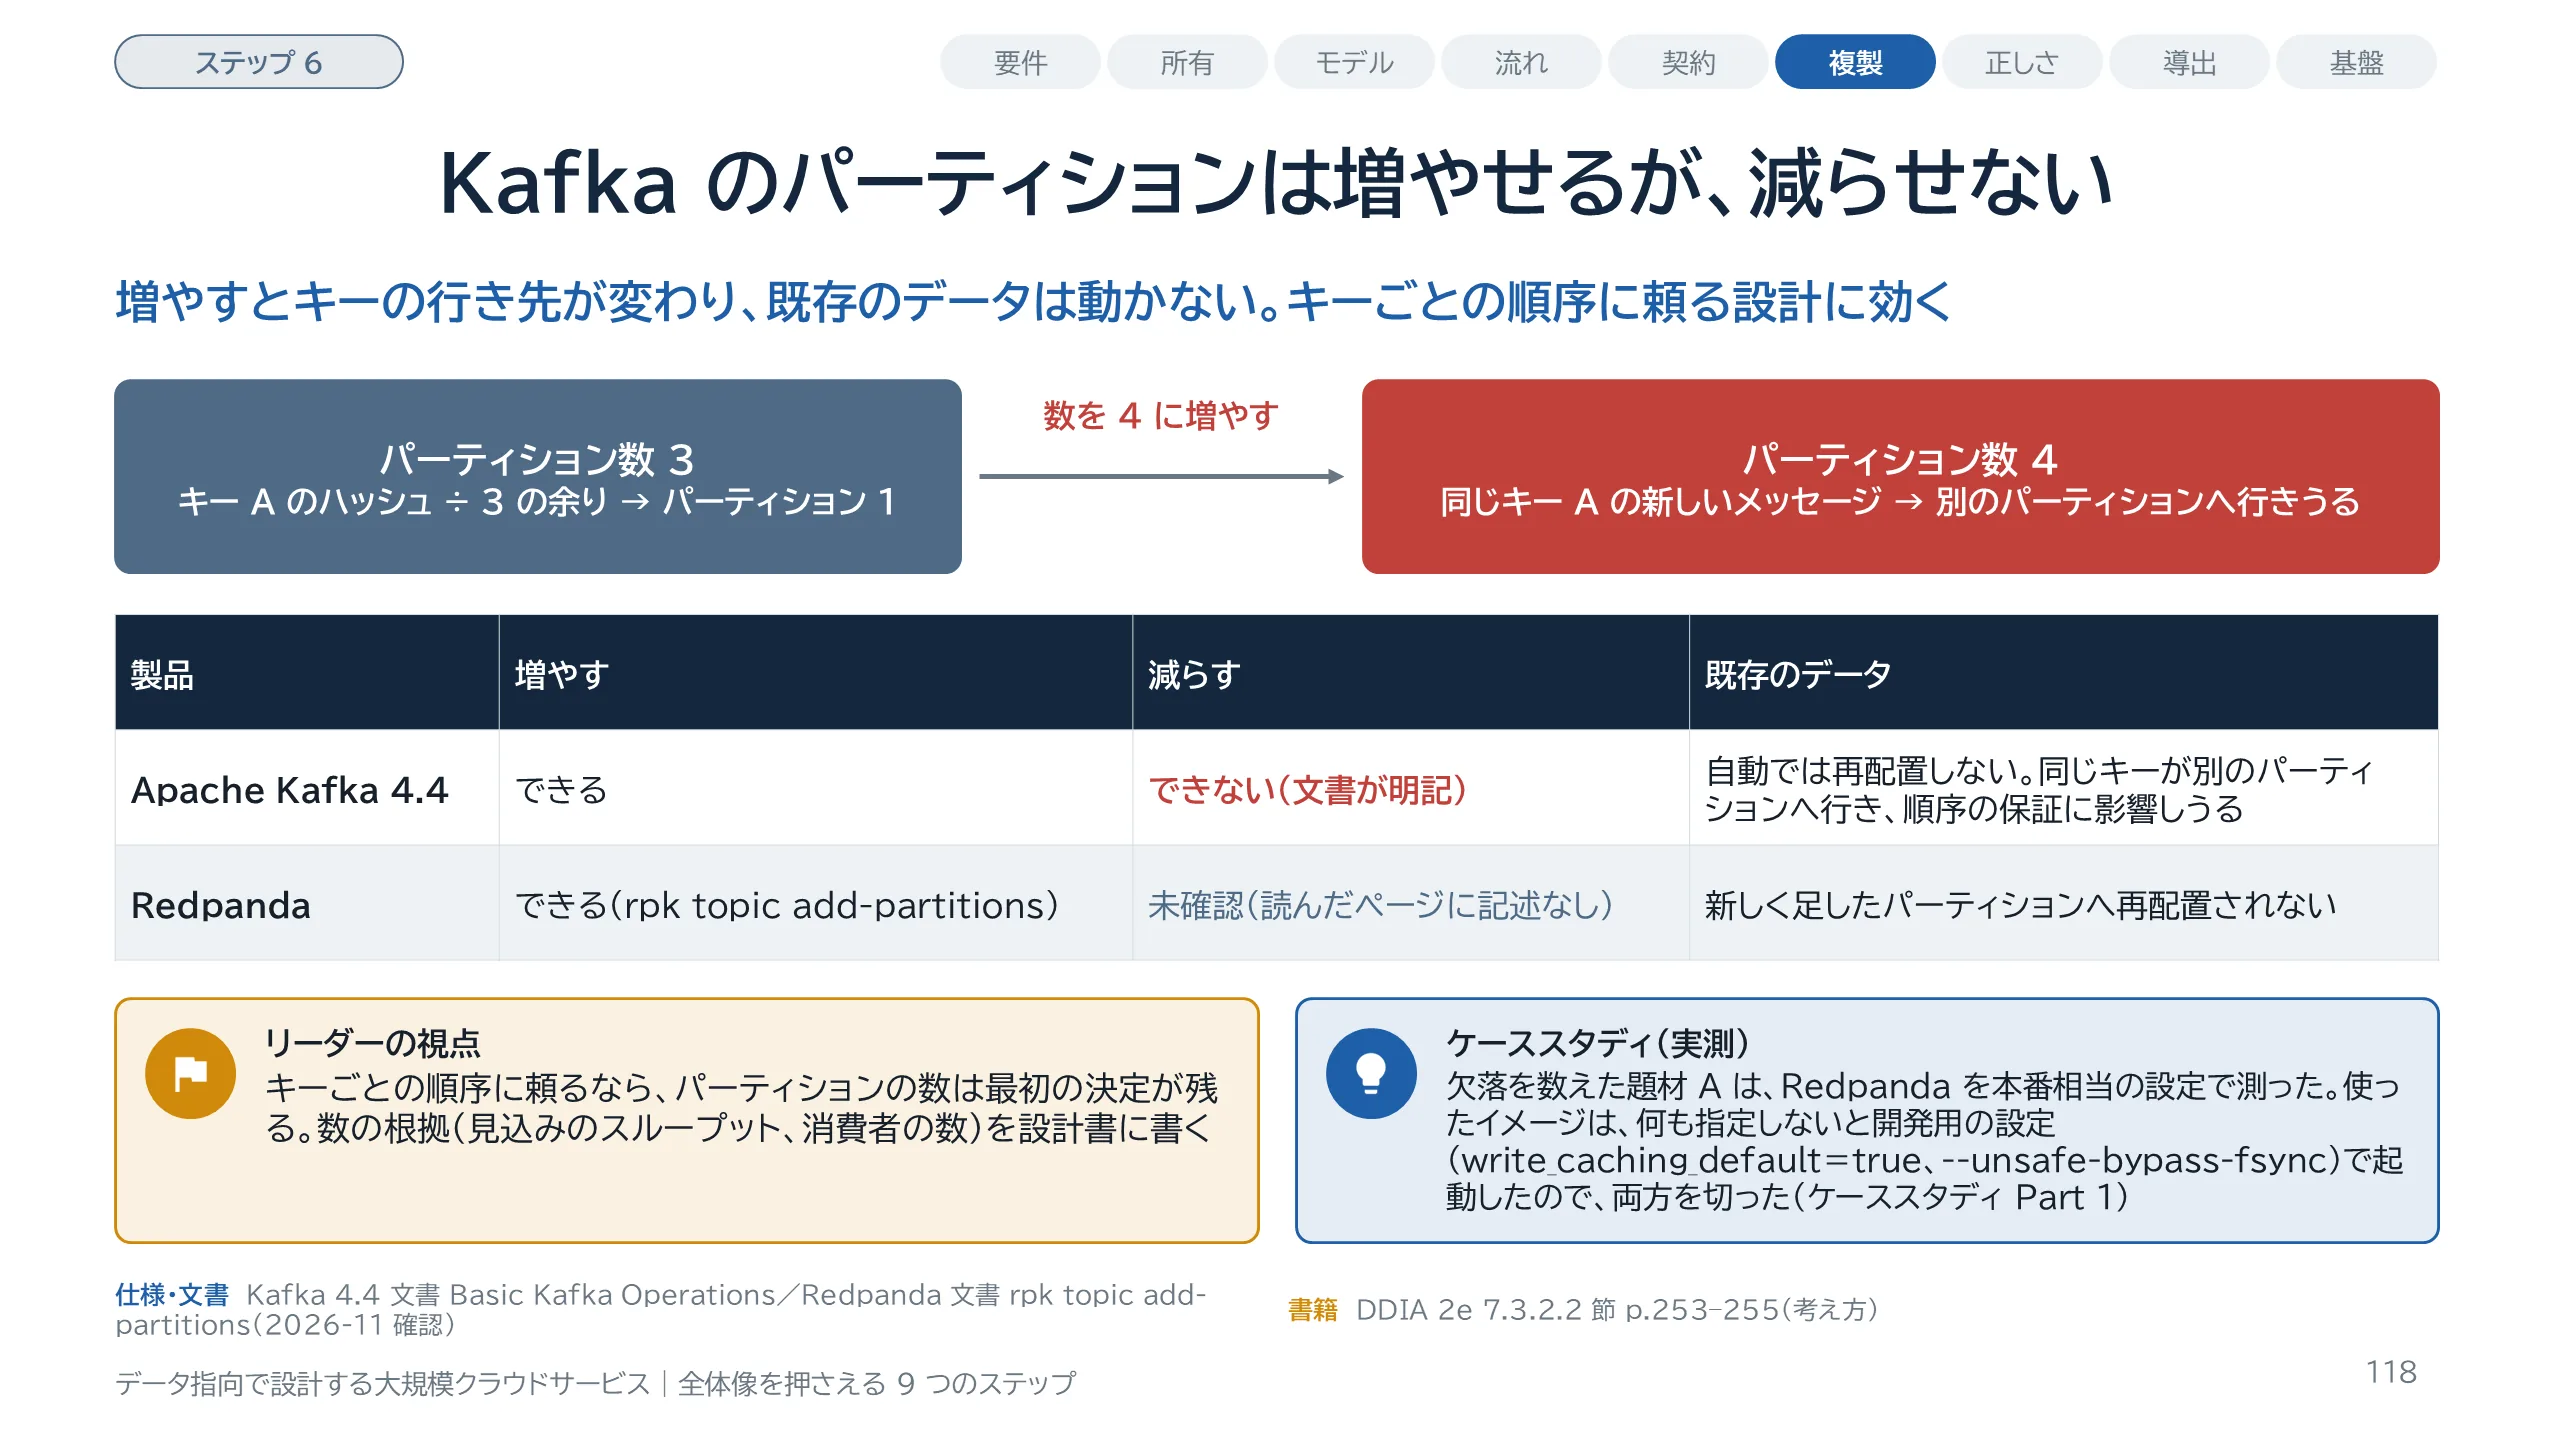 ステップ 6
要件
所有
モデル
流れ
契約
複製
正しさ
導出
基盤
Kafka のパーティションは増やせるが、減らせない
増やすとキーの行き先が変わり、既存のデータは動かない。キーごとの順序に頼る設計に効く
パーティション数 3
キー A のハッシュ ÷ 3 の余り → パーティション 1
数を 4 に増やす
パーティション数 4
同じキー A の新しいメッセージ → 別のパーティションへ行きうる
製品
増やす
減らす
既存のデータ
Apache Kafka 4.4
できる
できない（文書が明記）
自動では再配置しない。同じキーが別のパーティ
ションへ行き、順序の保証に影響しうる
Redpanda
できる（rpk topic add-partitions）
未確認（読んだページに記述なし）
新しく足したパーティションへ再配置されない
リーダーの視点
キーごとの順序に頼るなら、パーティションの数は最初の決定が残
る。数の根拠（見込みのスループット、消費者の数）を設計書に書く
ケーススタディ（実測）
欠落を数えた題材 A は、Redpanda を本番相当の設定で測った。使っ
たイメージは、何も指定しないと開発用の設定
（write_caching_default=true、--unsafe-bypass-fsync）で起
動したので、両方を切った（ケーススタディ Part 1）
仕様・文書 Kafka 4.4 文書 Basic Kafka Operations／Redpanda 文書 rpk topic add-
partitions（2026-11 確認）
書籍 DDIA 2e 7.3.2.2 節 p.253–255（考え方）
データ指向で設計する大規模クラウドサービス｜全体像を押さえる 9 つのステップ
118